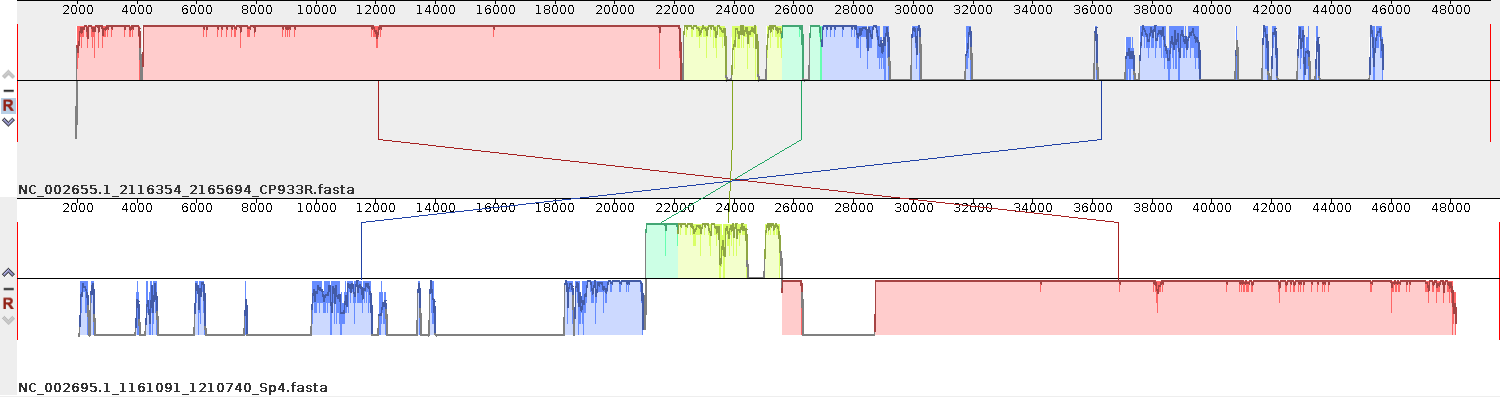 2000 4000 6000 8000 10000 12000 14000 16000 18000 20000 22000 24000 26000 28000 30000 32000 34000 36000 38000 40000 42000 44000 46000 48000
R
NC_002655.1_2116354_2165694_CP933R.fasta
2000 4000 6000 8000 10000 12000 14000 16000 18000 20000 22000 24000 26000 28000 30000 32000 34000 36000 38000 40000 42000 44000 46000 48000
R
NC_002695.1_1161091_1210740_Sp4.fasta